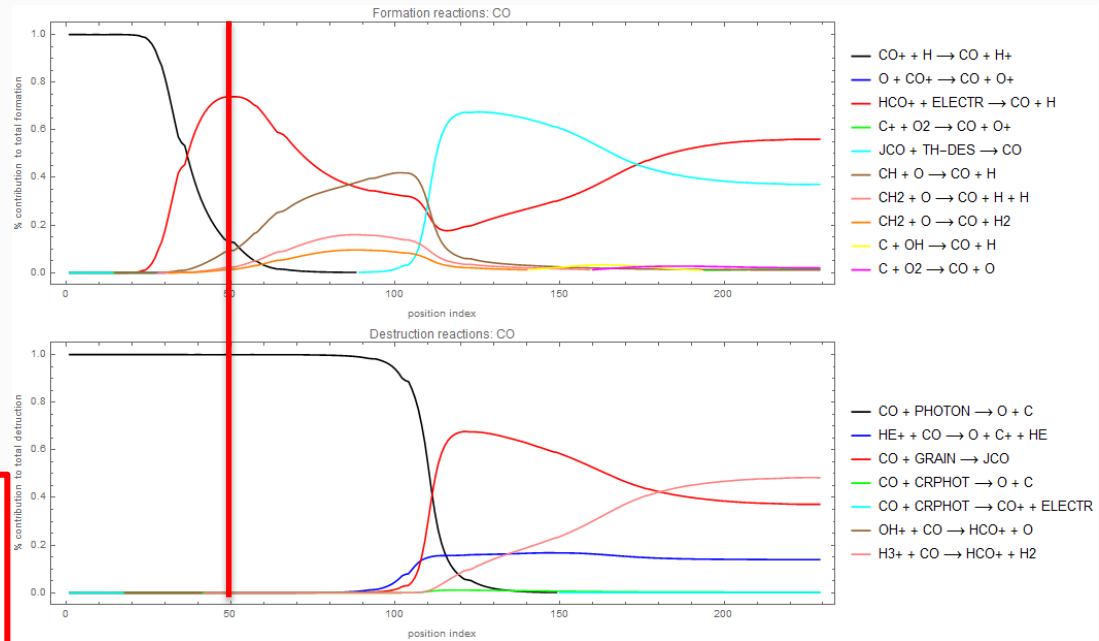 Formation reactions: CO
% contribution to total formation
1.0
0.8
0.6
0.4
0.2
0.0
0
50
100
150
200
position index
CO+ + H ⟶ CO + H+
O + CO+ ⟶ CO + O+
HCO+ + ELECTR ⟶ CO + H
C+ + O2 ⟶ CO + O+
JCO + TH-DES ⟶ CO
CH + O ⟶ CO + H
CH2 + O ⟶ CO + H + H
CH2 + O ⟶ CO + H2
C + OH ⟶ CO + H
C + O2 ⟶ CO + O
Destruction reactions: CO
% contribution to total detruction
1.0
0.8
0.6
0.4
0.2
0.0
0
50
100
150
200
position index
CO + PHOTON ⟶ O + C
HE+ + CO ⟶ O + C+ + HE
CO + GRAIN ⟶ JCO
CO + CRPHOT ⟶ O + C
CO + CRPHOT ⟶ CO+ + ELECTR
OH+ + CO ⟶ HCO+ + O
H3+ + CO ⟶ HCO+ + H2